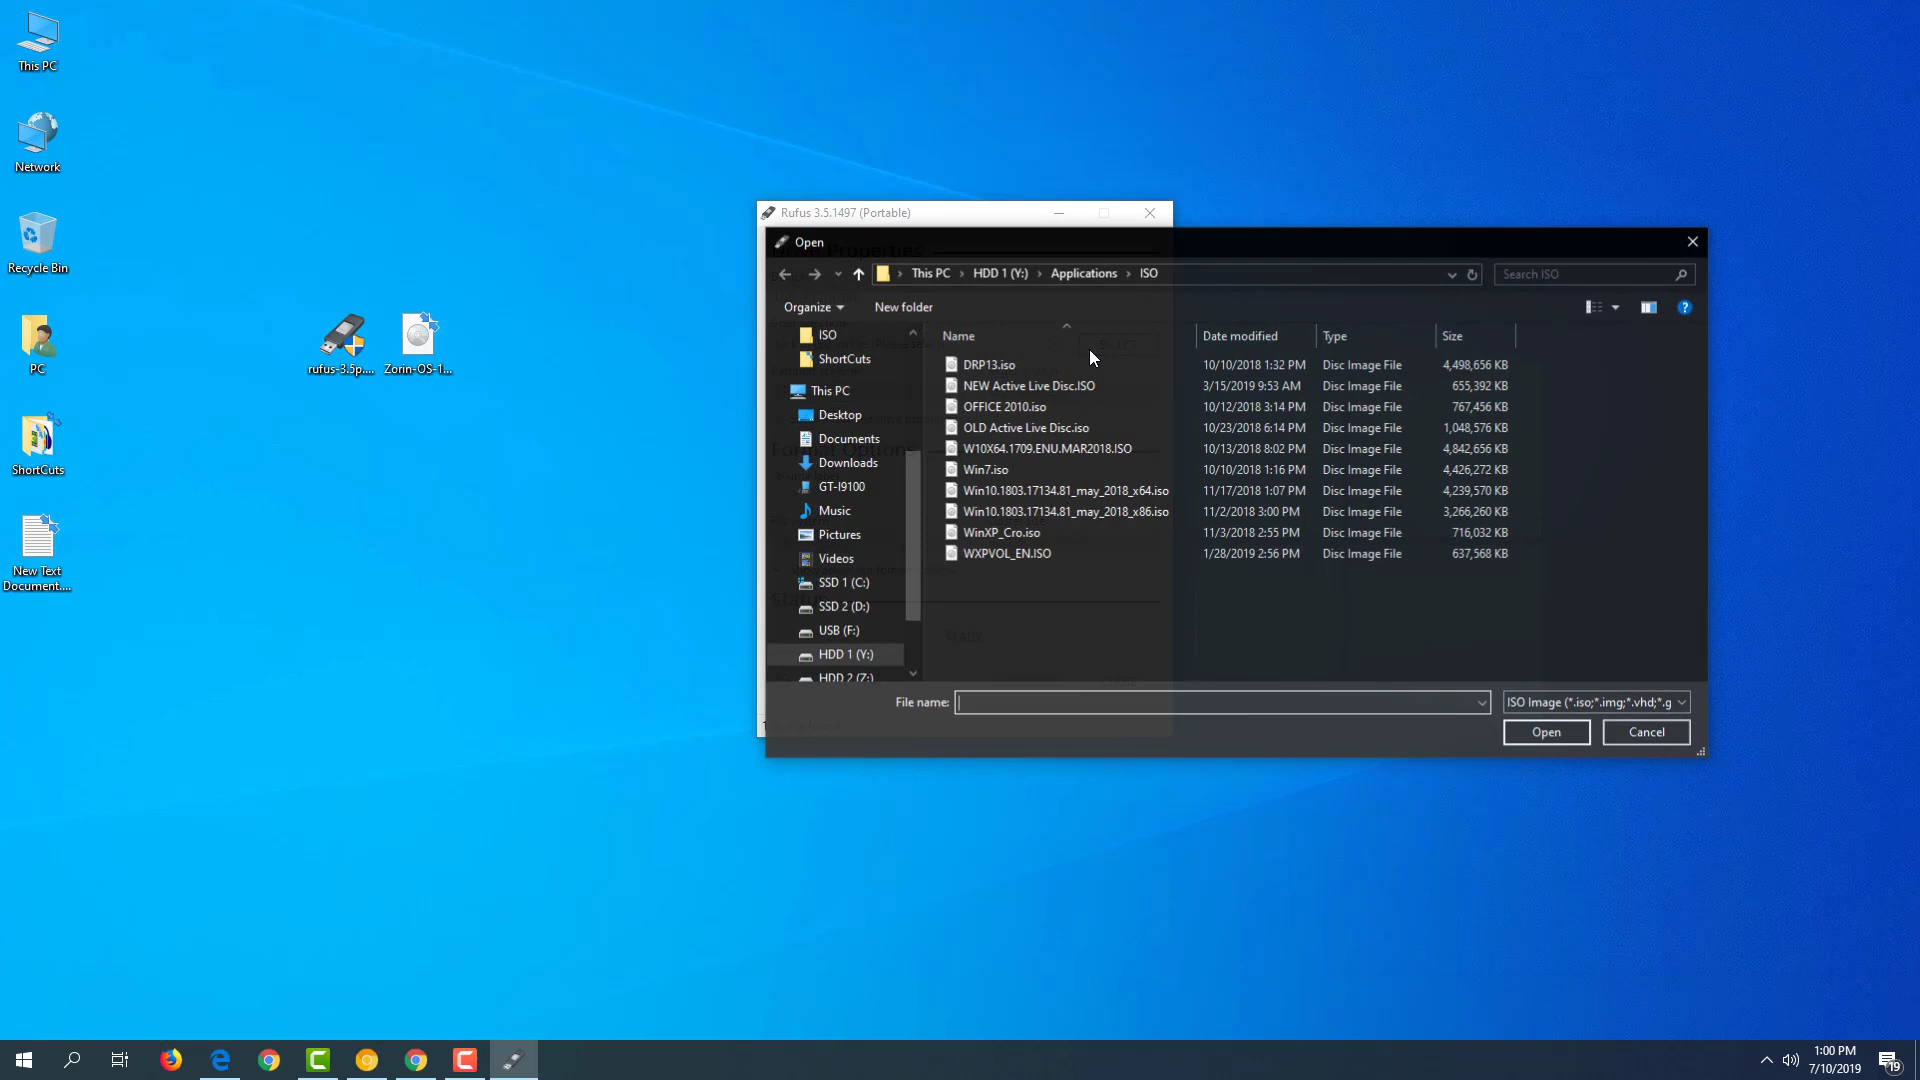 This PC
Network
Recycle Bin
PC
ShortCuts
New Text
Document....
rufus-3.5p....
Zorin-OS-1...
Rufus 3.5.1497 (Portable)
Open
This PC
HDD 1 (Y:)
Applications
ISO
Search ISO
Organize
New folder
ISO
ShortCuts
This PC
Desktop
Documents
Downloads
GT-I9100
Music
Pictures
Videos
SSD 1 (C:)
SSD 2 (D:)
USB (F:)
HDD 1 (Y:)
HDD 2 (Z:)
Name Date modified Type Size
DRP13.iso 10/10/2018 1:32 PM Disc Image File 4,498,656 KB
NEW Active Live Disc.ISO 3/15/2019 9:53 AM Disc Image File 655,392 KB
OFFICE 2010.iso 10/12/2018 3:14 PM Disc Image File 767,456 KB
OLD Active Live Disc.iso 10/23/2018 6:14 PM Disc Image File 1,048,576 KB
W10X64.1709.ENU.MAR2018.ISO 10/13/2018 8:02 PM Disc Image File 4,842,656 KB
Win7.iso 10/10/2018 1:16 PM Disc Image File 4,426,272 KB
Win10.1803.17134.81_may_2018_x64.iso 11/17/2018 1:07 PM Disc Image File 4,239,570 KB
Win10.1803.17134.81_may_2018_x86.iso 11/2/2018 3:00 PM Disc Image File 3,266,260 KB
WinXP_Cro.iso 11/3/2018 2:55 PM Disc Image File 716,032 KB
WXPVOL_EN.ISO 1/28/2019 2:56 PM Disc Image File 637,568 KB
File name:
ISO Image (*.iso;*.img;*.vhd;*.g
Open
Cancel
1:00 PM
7/10/2019
19